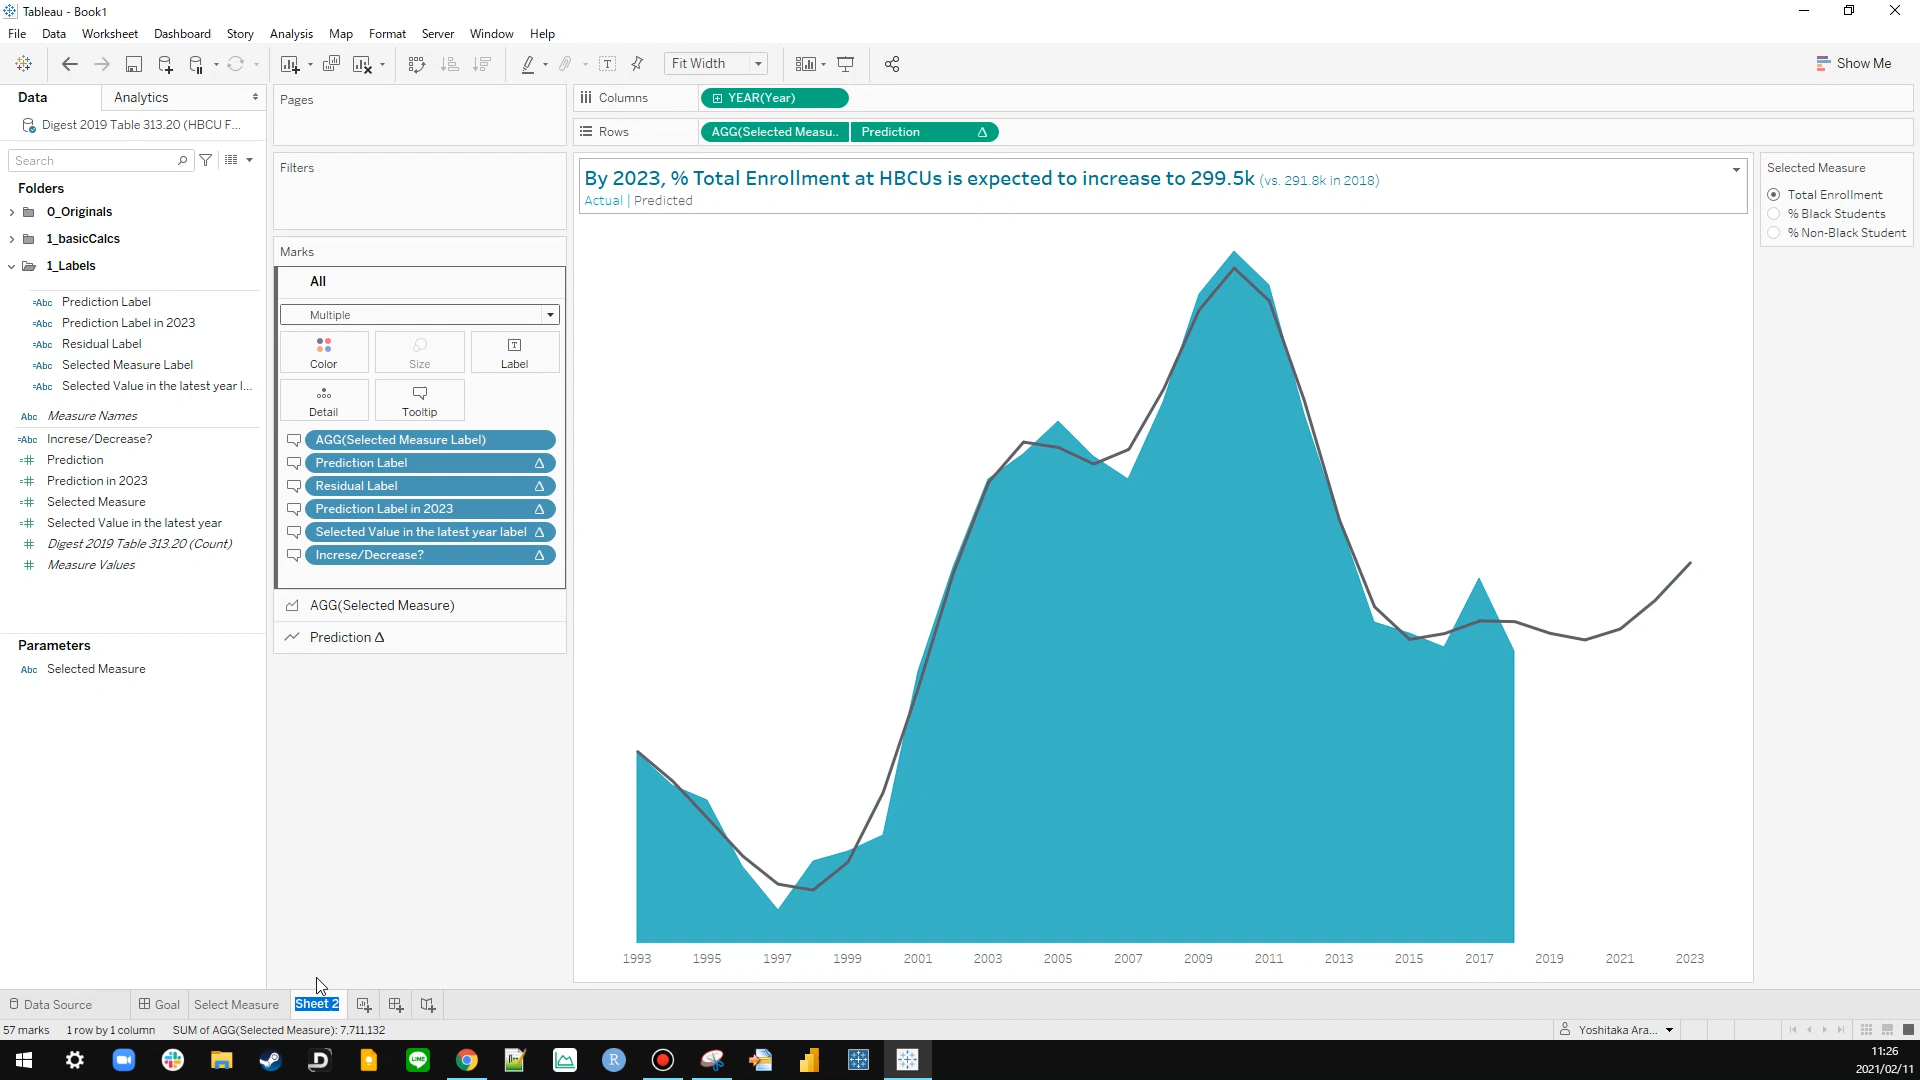 Tableau - Book1
File Data Worksheet Dashboard Story Analysis Map Format Server Window Help
Fit Width
Show Me
Data
Analytics
Digest 2019 Table 313.20 (HBCU F...
Search
Folders
0_Originals
1_basicCalcs
1_Labels
=Abc Prediction Label
=Abc Prediction Label in 2023
=Abc Residual Label
=Abc Selected Measure Label
=Abc Selected Value in the latest year l...
Abc Measure Names
=Abc Increse/Decrease?
=# Prediction
=# Prediction in 2023
=# Selected Measure
=# Selected Value in the latest year
# Digest 2019 Table 313.20 (Count)
# Measure Values
Parameters
Abc Selected Measure
Pages
Filters
Marks
All
Multiple
Color
Size
Label
Detail
Tooltip
AGG(Selected Measure Label)
Prediction Label Δ
Residual Label Δ
Prediction Label in 2023 Δ
Selected Value in the latest year label Δ
Increse/Decrease? Δ
AGG(Selected Measure)
Prediction Δ
Columns
YEAR(Year)
Rows
AGG(Selected Measu..
Prediction Δ
By 2023, % Total Enrollment at HBCUs is expected to increase to 299.5k (vs. 291.8k in 2018)
Actual | Predicted
1993 1995 1997 1999 2001 2003 2005 2007 2009 2011 2013 2015 2017 2019 2021 2023
Selected Measure
Total Enrollment
% Black Students
% Non-Black Student
Data Source
Goal
Select Measure
Sheet 2
57 marks 1 row by 1 column SUM of AGG(Selected Measure): 7,711,132
Yoshitaka Ara...
LINE
R
11:26
2021/02/11